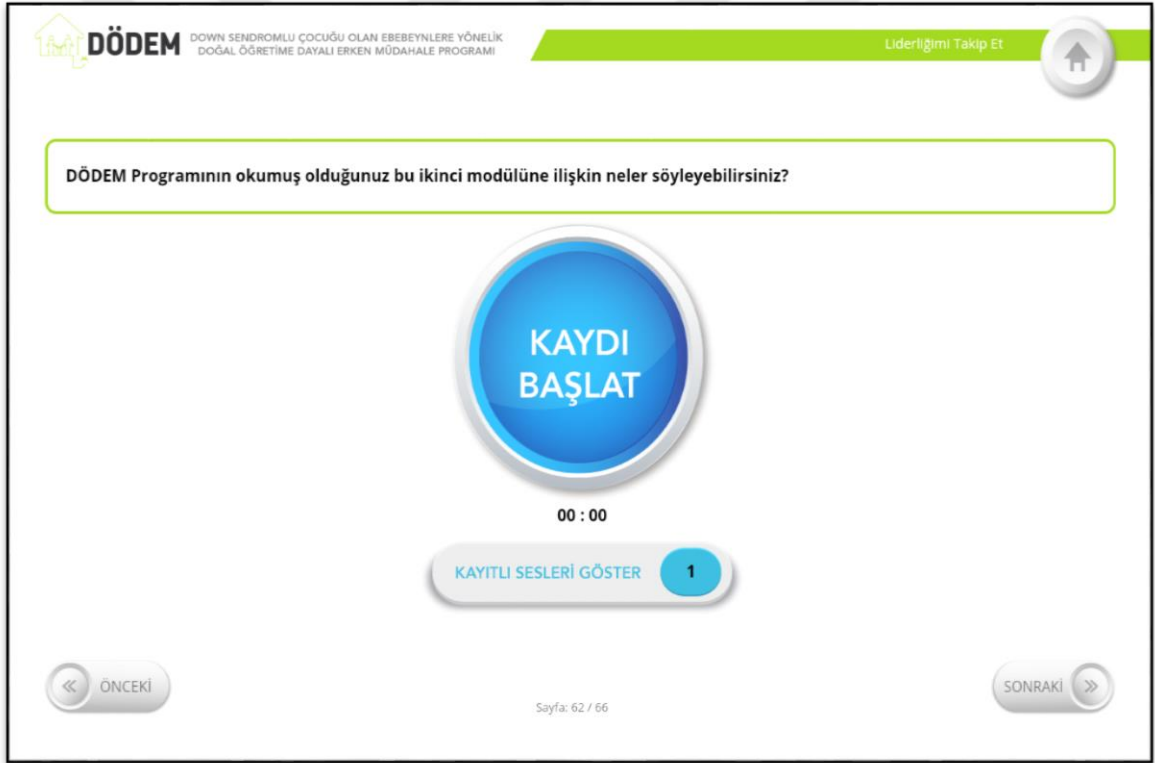 DÖDEM
DOWN SENDROMLU ÇOCUĞU OLAN EBEBEYNLERE YÖNELİK
DOĞAL ÖĞRETİME DAYALI ERKEN MÜDAHALE PROGRAMI
Liderliğimi Takip Et
DÖDEM Programının okumuş olduğunuz bu ikinci modülüne ilişkin neler söyleyebilirsiniz?
KAYDI
BAŞLAT
00 : 00
KAYITLI SESLERİ GÖSTER 1
ÖNCEKİ
SONRAKİ
Sayfa: 62 / 66